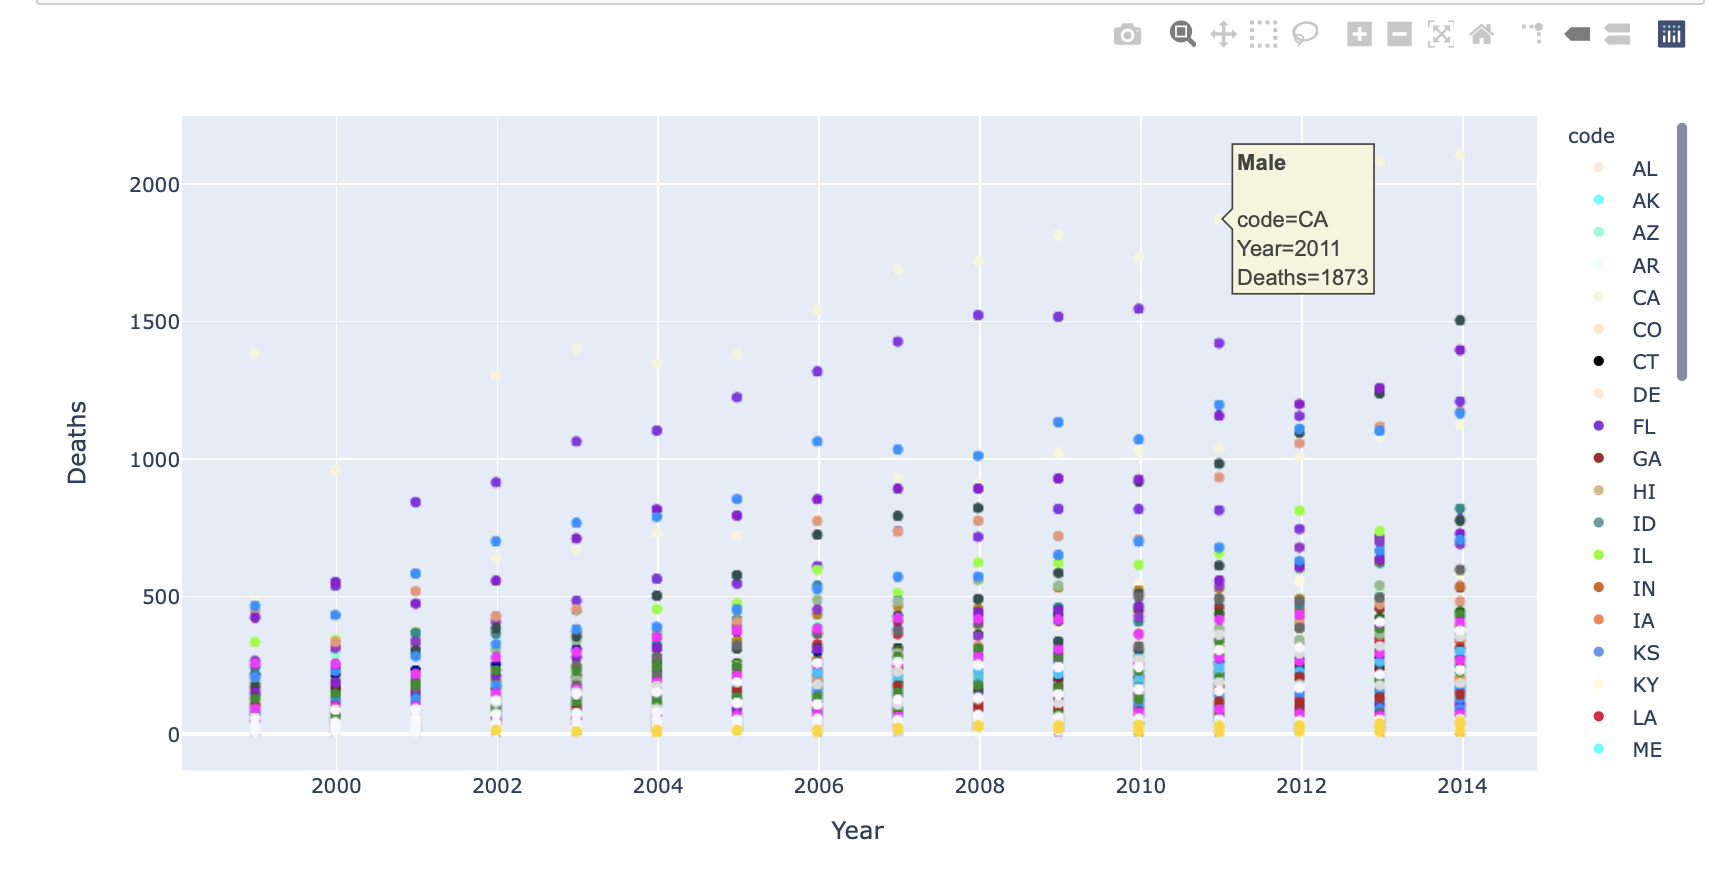 Male
code=CA
Year=2011
Deaths=1873
2000
1500
1000
500
0
Deaths
2000 2002 2004 2006 2008 2010 2012 2014
Year
code
AL
AK
AZ
AR
CA
CO
CT
DE
FL
GA
HI
ID
IL
IN
IA
KS
KY
LA
ME